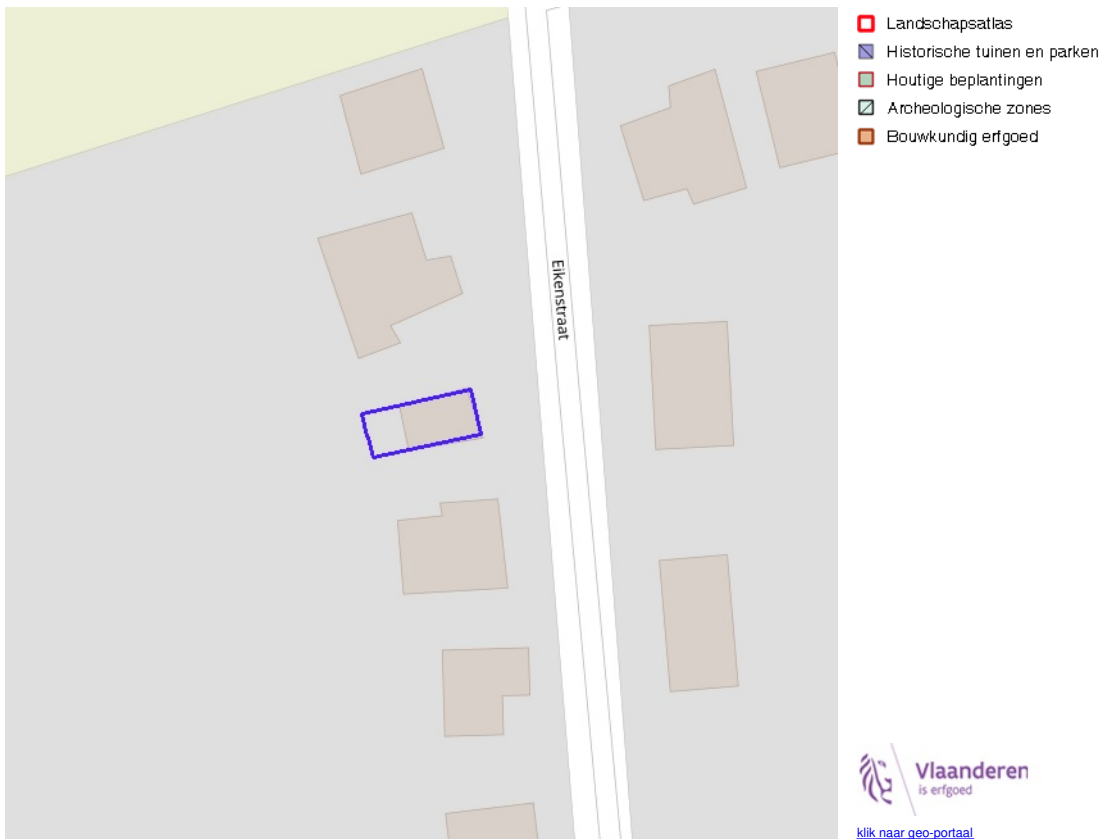 Landschapsatlas
Historische tuinen en parken
Houtige beplantingen
Archeologische zones
Bouwkundig erfgoed
Eikenstraat
Vlaanderen
is erfgoed
klik naar geo-portaal